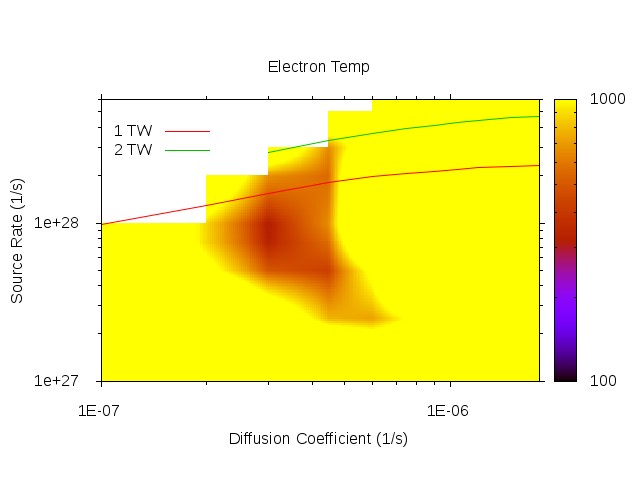 Electron Temp
1 TW
2 TW
1000
100
1e+28
1e+27
Source Rate (1/s)
1E-07
1E-06
Diffusion Coefficient (1/s)